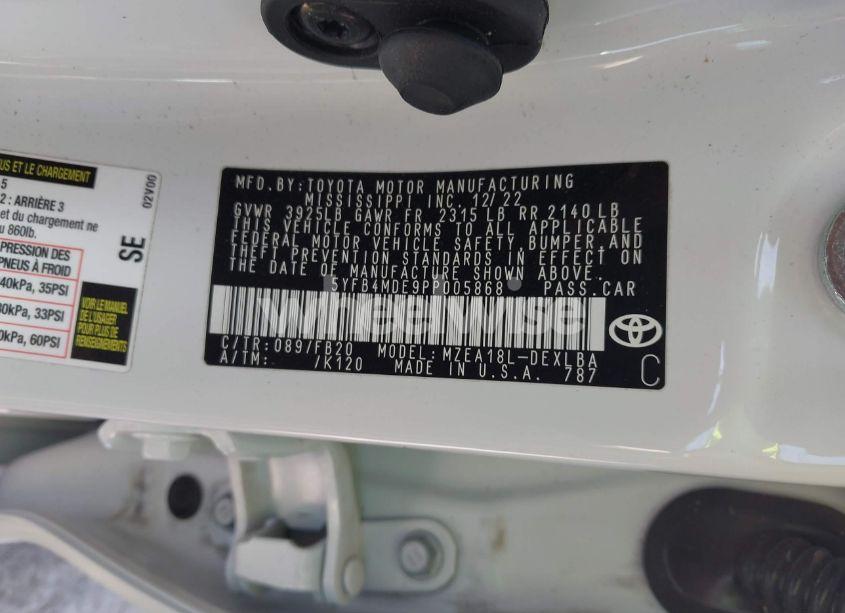 US ET LE CHARGEMENT
5
2 : ARRIÈRE 3
et du chargement ne
u 860lb.
02V00
SE
PRESSION DES
PNEUS À FROID
40kPa, 35PSI
30kPa, 33PSI
0kPa, 60PSI
VOIR LE MANUEL
DE L'USAGER
POUR PLUS DE
RENSEIGNEMENTS
MFD. BY: TOYOTA MOTOR MANUFACTURING
MISSISSIPPI INC. 12/22
GVWR 3925LB GAWR FR 2315 LB RR 2140 LB
THIS VEHICLE CONFORMS TO ALL APPLICABLE
FEDERAL MOTOR VEHICLE SAFETY, BUMPER, AND
THEFT PREVENTION STANDARDS IN EFFECT ON
THE DATE OF MANUFACTURE SHOWN ABOVE.
5YFB4MDE9PP005868 PASS. CAR
wheelwise
C/TR: 089/FB20 MODEL: MZEA18L-DEXLBA
A/TM: /K120 MADE IN U.S.A. 787
C